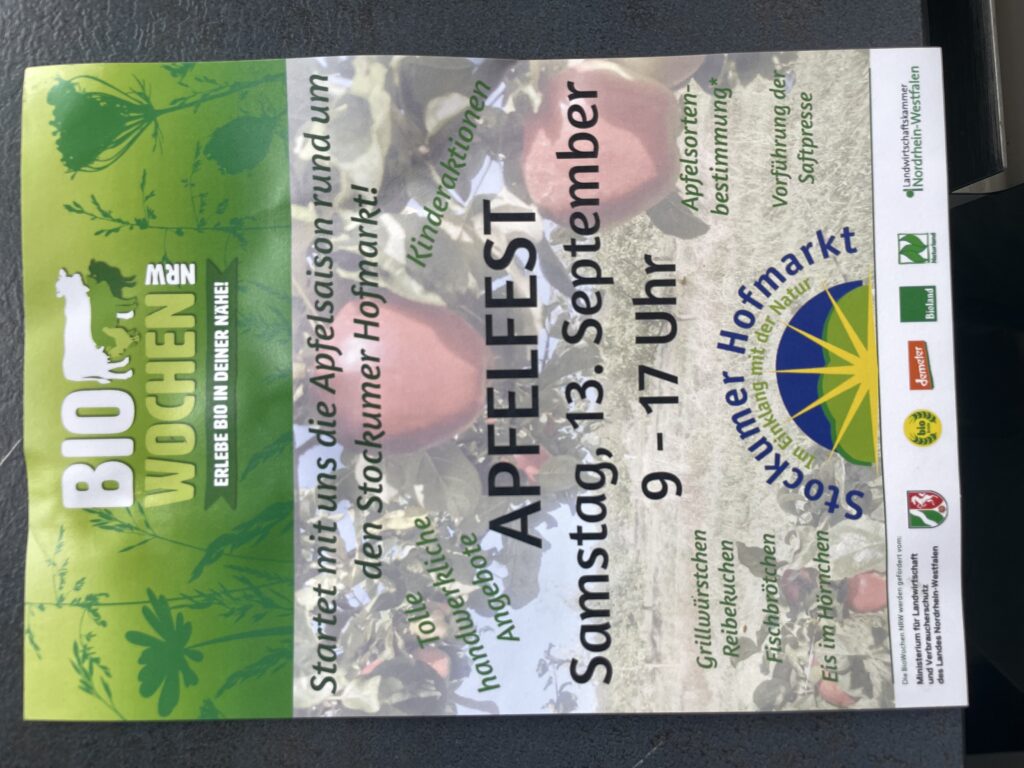 BIO
WOCHEN NRW
ERLEBE BIO IN DEINER NÄHE!
Startet mit uns die Apfelsaison rund um
den Stockumer Hofmarkt!
Tolle
handwerkliche
Angebote
Kinderaktionen
APFELFEST
Samstag, 13. September
9 - 17 Uhr
Grillwürstchen
Reibekuchen
Fischbrötchen
Eis im Hörnchen
Apfelsorten-
bestimmung*
Vorführung der
Saftpresse
Stockumer Hofmarkt
Im Einklang mit der Natur
Die BioWochen NRW werden gefördert vom:
Ministerium für Landwirtschaft
und Verbraucherschutz
des Landes Nordrhein-Westfalen
bio
demeter
Bioland
Naturland
Landwirtschaftskammer
Nordrhein-Westfalen